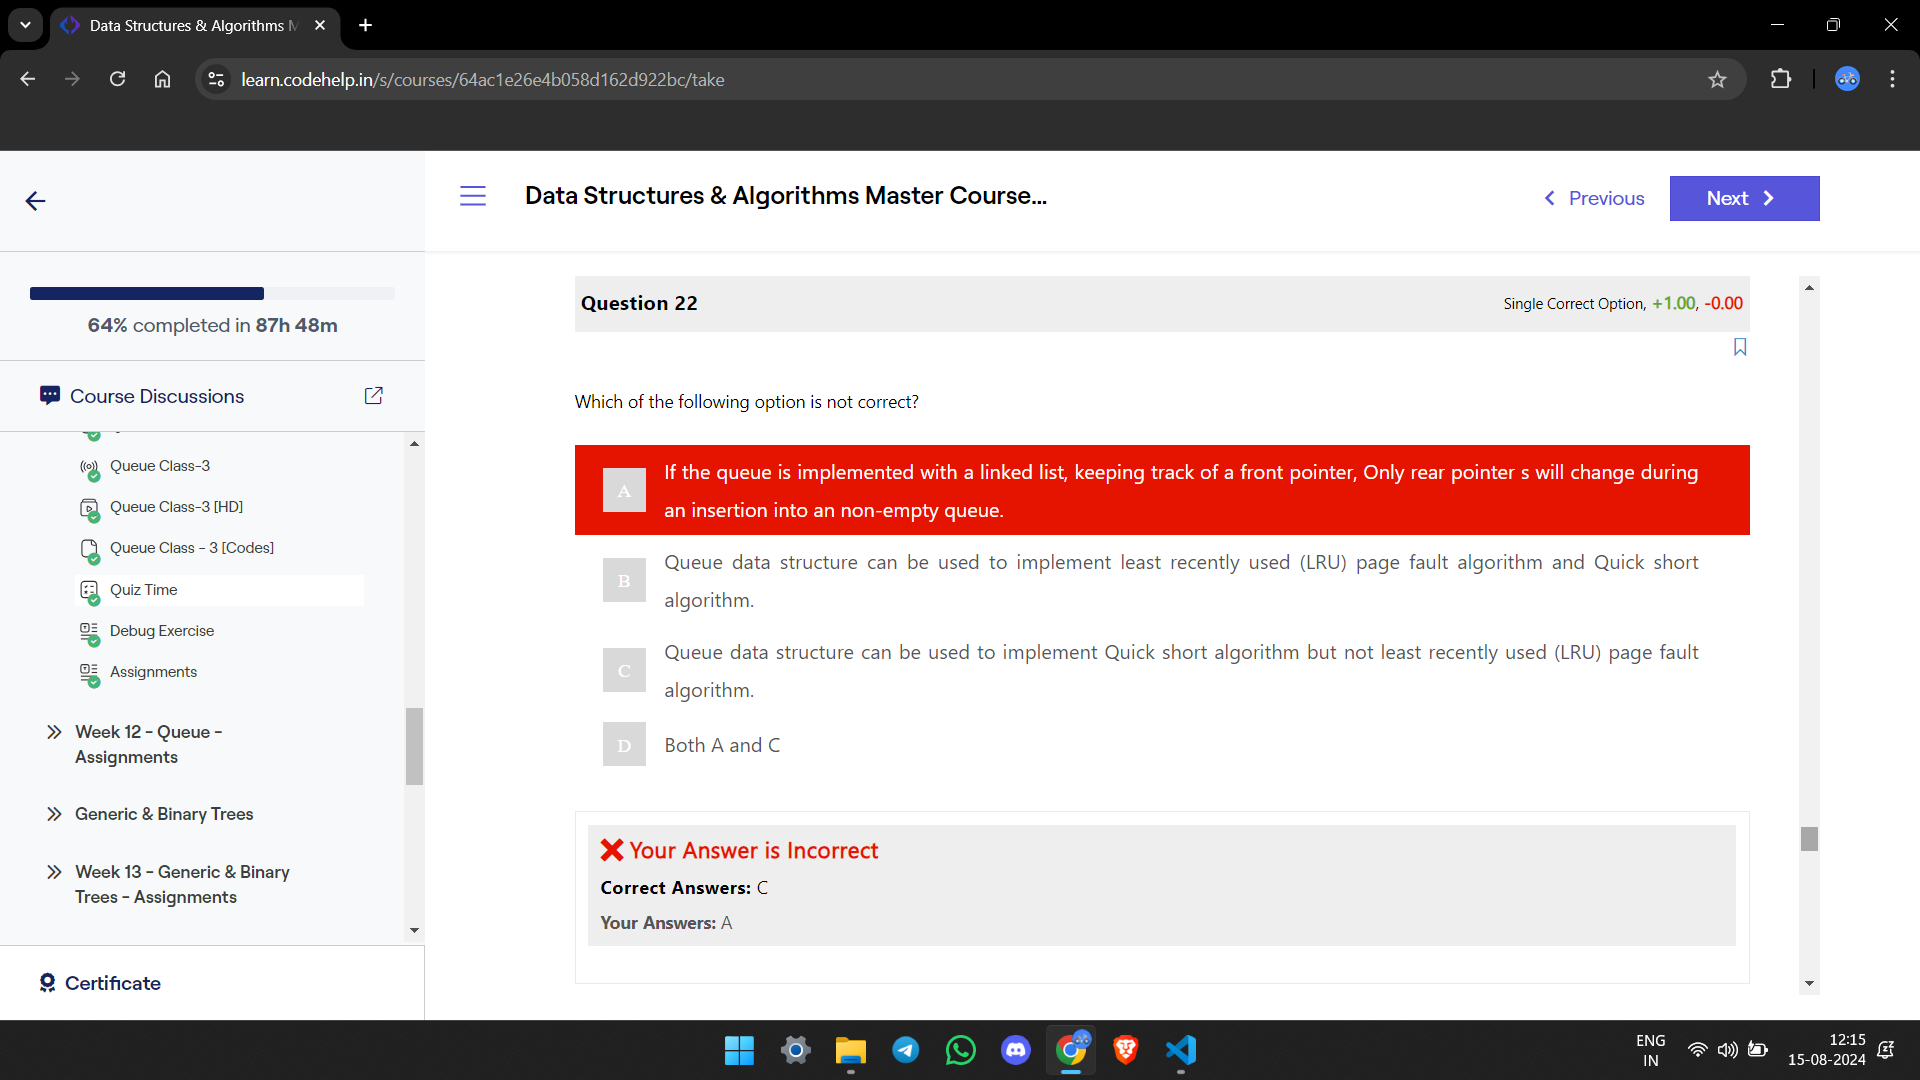 Data Structures & Algorithms M
learn.codehelp.in/s/courses/64ac1e26e4b058d162d922bc/take
Data Structures & Algorithms Master Course...
Previous
Next
64% completed in 87h 48m
Course Discussions
Queue Class-3
Queue Class-3 [HD]
Queue Class - 3 [Codes]
Quiz Time
Debug Exercise
Assignments
Week 12 - Queue -
Assignments
Generic & Binary Trees
Week 13 - Generic & Binary
Trees - Assignments
Certificate
Question 22
Single Correct Option, +1.00, -0.00
Which of the following option is not correct?
A
If the queue is implemented with a linked list, keeping track of a front pointer, Only rear pointer s will change during
an insertion into an non-empty queue.
B
Queue data structure can be used to implement least recently used (LRU) page fault algorithm and Quick short
algorithm.
C
Queue data structure can be used to implement Quick short algorithm but not least recently used (LRU) page fault
algorithm.
D
Both A and C
Your Answer is Incorrect
Correct Answers: C
Your Answers: A
ENG
IN
12:15
15-08-2024